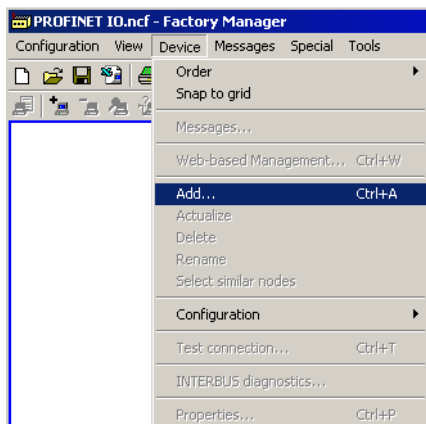 PROFINET IO.ncf - Factory Manager
Configuration View Device Messages Special Tools
Order
Snap to grid
Messages...
Web-based Management... Ctrl+W
Add... Ctrl+A
Actualize
Delete
Rename
Select similar nodes
Configuration
Test connection... Ctrl+T
INTERBUS diagnostics...
Properties... Ctrl+P